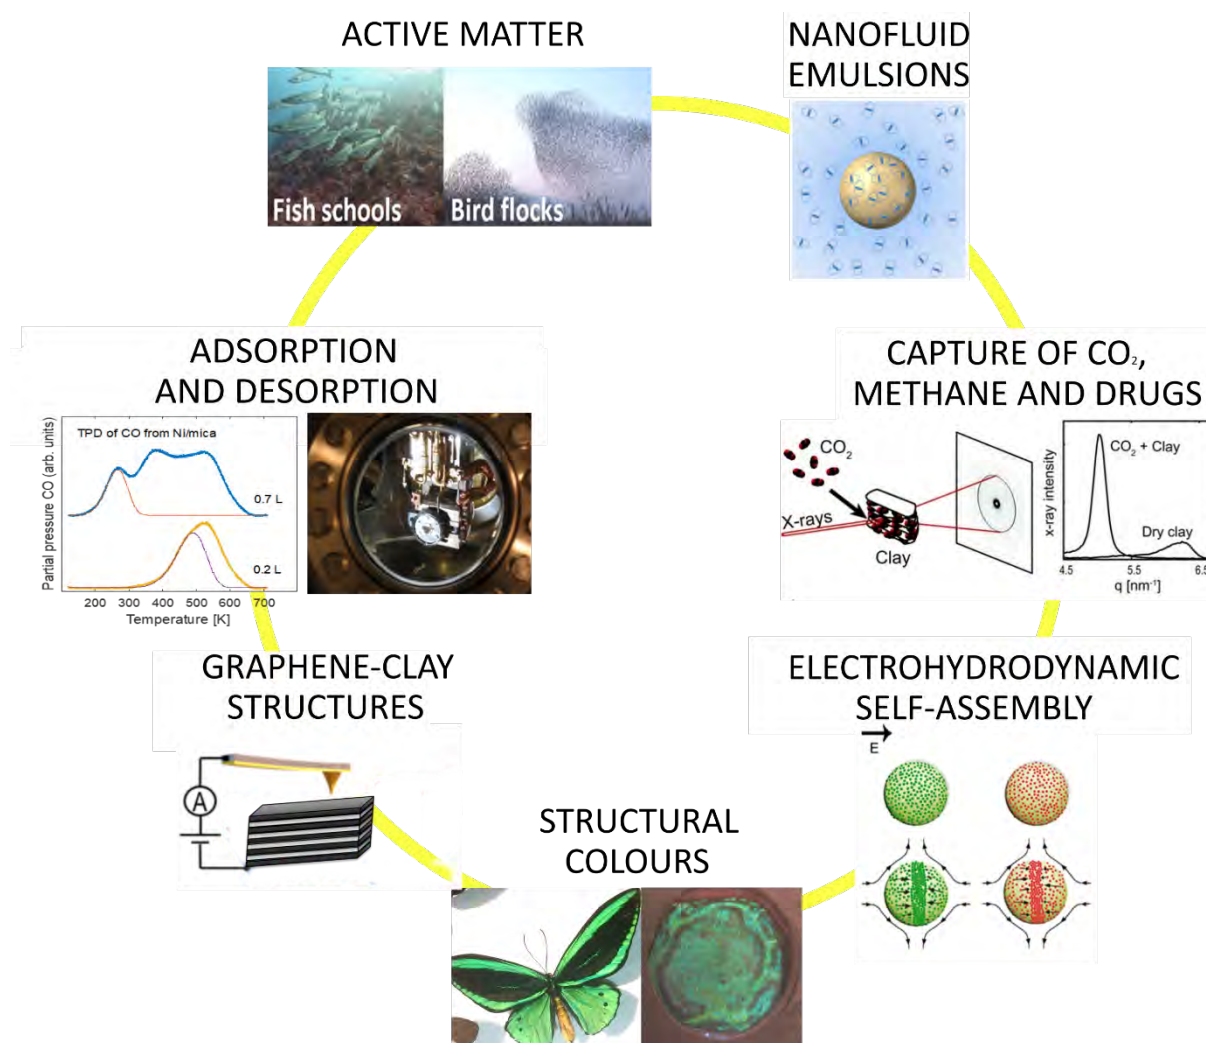 ACTIVE MATTER
Fish schools
Bird flocks
NANOFLUID
EMULSIONS
CAPTURE OF CO₂,
METHANE AND DRUGS
CO₂
X-rays
Clay
x-ray intensity
CO₂ + Clay
Dry clay
4.5 5.5 6.5
q [nm⁻¹]
ELECTROHYDRODYNAMIC
SELF-ASSEMBLY
E
STRUCTURAL
COLOURS
GRAPHENE-CLAY
STRUCTURES
A
ADSORPTION
AND DESORPTION
Partial pressure CO (arb. units)
TPD of CO from Ni/mica
0.7 L
0.2 L
200 300 400 500 600 700
Temperature [K]